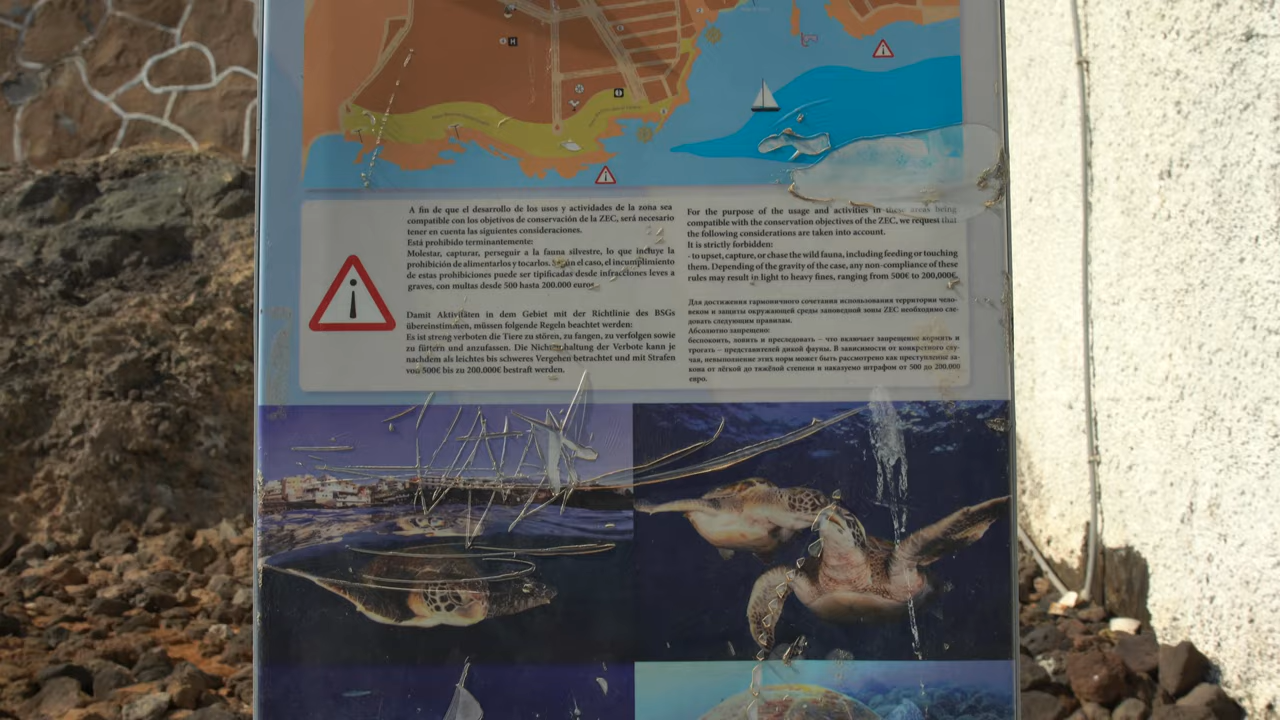 A fin de que el desarrollo de los usos y actividades de la zona sea
compatible con los objetivos de conservación de la ZEC, será necesario
tener en cuenta las siguientes consideraciones.
Está prohibido terminantemente:
Molestar, capturar, perseguir a la fauna silvestre, lo que incluye la
prohibición de alimentarlos y tocarlos. Según el caso, el incumplimiento
de estas prohibiciones puede ser tipificadas desde infracciones leves a
graves, con multas desde 500 hasta 200.000 euros.
Damit Aktivitäten in dem Gebiet mit der Richtlinie des BSGs
übereinstimmen, müssen folgende Regeln beachtet werden:
Es ist streng verboten die Tiere zu stören, zu fangen, zu verfolgen sowie
zu füttern und anzufassen. Die Nichteinhaltung der Verbote kann je
nachdem als leichtes bis schweres Vergehen betrachtet und mit Strafen
von 500€ bis zu 200.000€ bestraft werden.
For the purpose of the usage and activities in these areas being
compatible with the conservation objectives of the ZEC, we request that
the following considerations are taken into account.
It is strictly forbidden:
- to upset, capture, or chase the wild fauna, including feeding or touching
them. Depending of the gravity of the case, any non-compliance of these
rules may result in light to heavy fines, ranging from 500€ to 200,000€.
Для достижения гармоничного сочетания использования территории чело-
веком и защиты окружающей среды заповедной зоны ZEC необходимо сле-
довать следующим правилам.
Абсолютно запрещено:
беспокоить, ловить и преследовать – что включает запрещение кормить и
трогать – представителей дикой фауны. В зависимости от конкретного слу-
чая, невыполнение этих норм может быть рассмотрено как преступление за-
кона от лёгкой до тяжёлой степени и наказуемо штрафом от 500 до 200.000
евро.